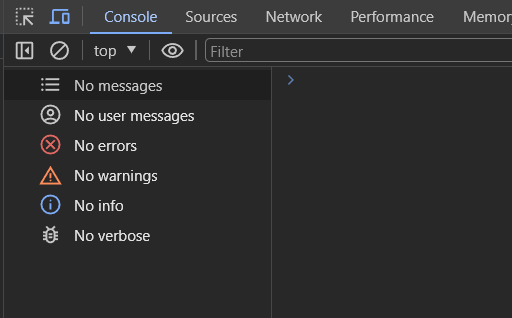 Console Sources Network Performance Memor
top Filter
No messages
No user messages
No errors
No warnings
No info
No verbose